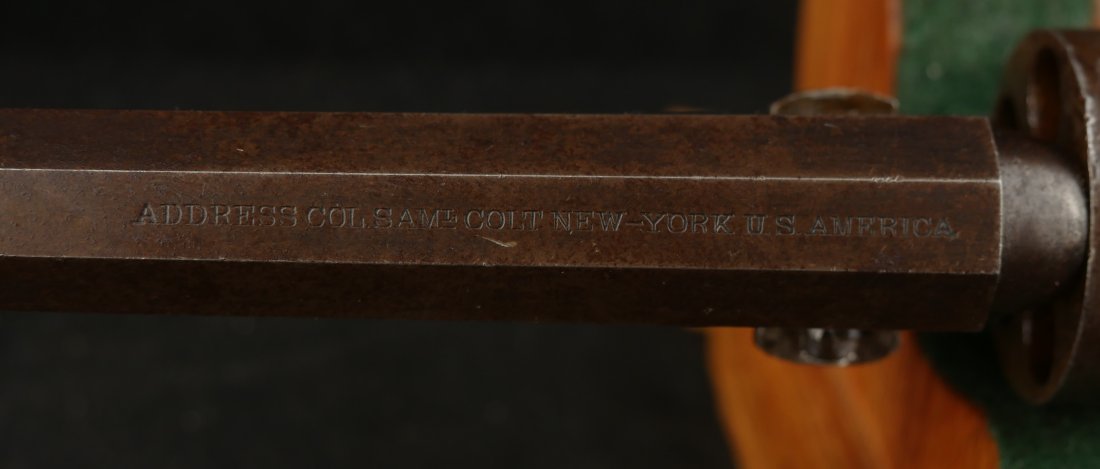 ADDRESS COL. SAMᴸ COLT NEW-YORK U.S. AMERICA